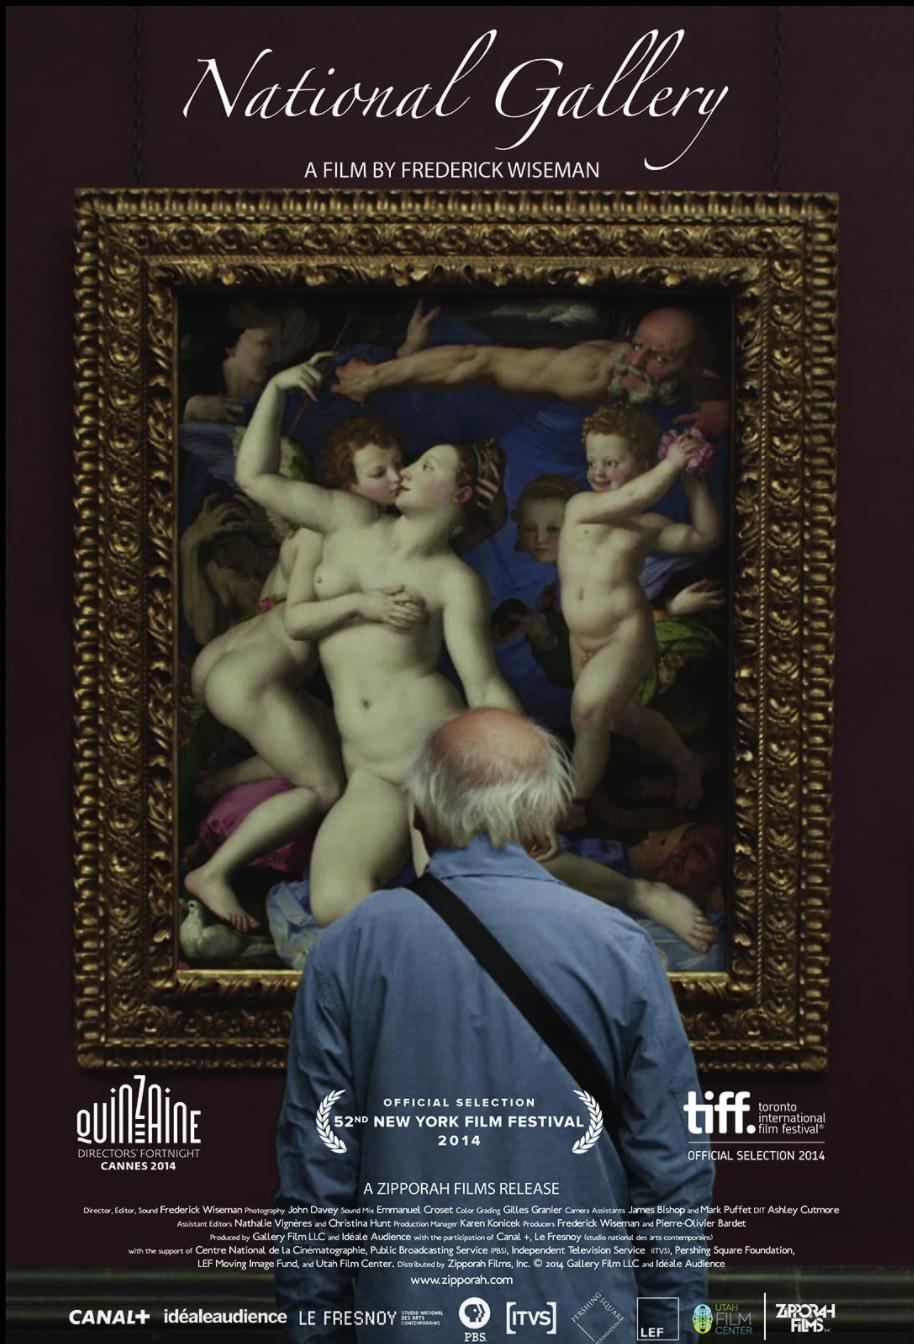 National Gallery
A FILM BY FREDERICK WISEMAN
QUINZAINE
DIRECTORS' FORTNIGHT
CANNES 2014
OFFICIAL SELECTION
52ND NEW YORK FILM FESTIVAL
2014
tiff. toronto
international
film festival®
OFFICIAL SELECTION 2014
A ZIPPORAH FILMS RELEASE
Director, Editor, Sound Frederick Wiseman Photography John Davey Sound Mix Emmanuel Croset Color Grading Gilles Granier Camera Assistants James Bishop and Mark Puffet DIT Ashley Cutmore
Assistant Editors Nathalie Vignères and Christina Hunt Production Manager Karen Konicek Producers Frederick Wiseman and Pierre-Olivier Bardet
Produced by Gallery Film LLC and Idéale Audience with the participation of Canal +, Le Fresnoy (studio national des arts contemporains)
with the support of Centre National de la Cinématographie, Public Broadcasting Service (PBS), Independent Television Service (ITVS), Pershing Square Foundation,
LEF Moving Image Fund, and Utah Film Center. Distributed by Zipporah Films, Inc. © 2014 Gallery Film LLC and Idéale Audience
www.zipporah.com
CANAL+ idéaleaudience LE FRESNOY STUDIO NATIONAL
DES ARTS
CONTEMPORAINS
PBS.
[ITVS]
PERSHING SQUARE
FOUNDATION
LEF
UTAH
FILM
CENTER
ZIPPORAH
FILMS